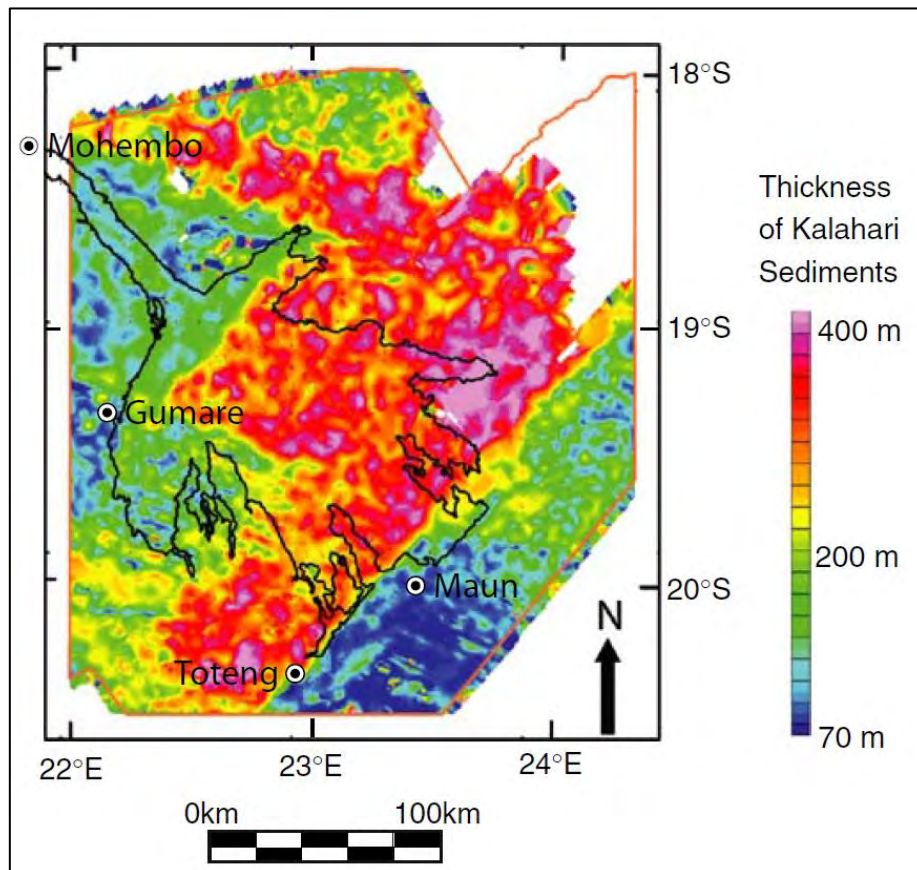 18°S
Mohembo
Thickness
of Kalahari
Sediments
400 m
19°S
Gumare
200 m
Maun
20°S
N
Toteng
70 m
22°E
23°E
24°E
0km
100km